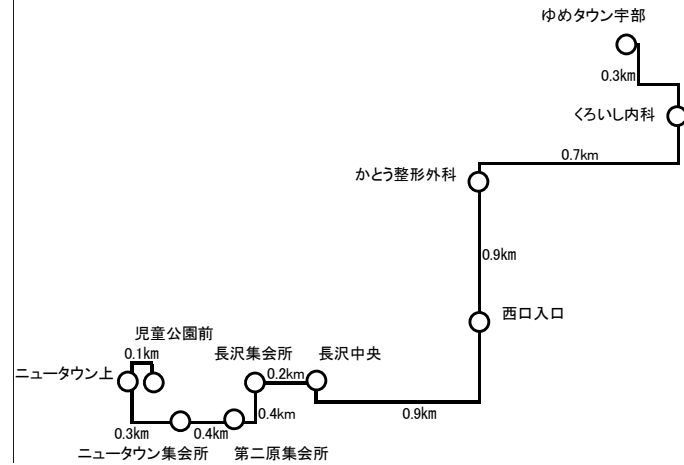 ゆめタウン宇部
0.3km
くろいし内科
0.7km
かとう整形外科
0.9km
西口入口
児童公園前
0.1km
長沢集会所
長沢中央
ニュータウン上
0.2km
0.4km
0.9km
0.3km
0.4km
ニュータウン集会所
第二原集会所